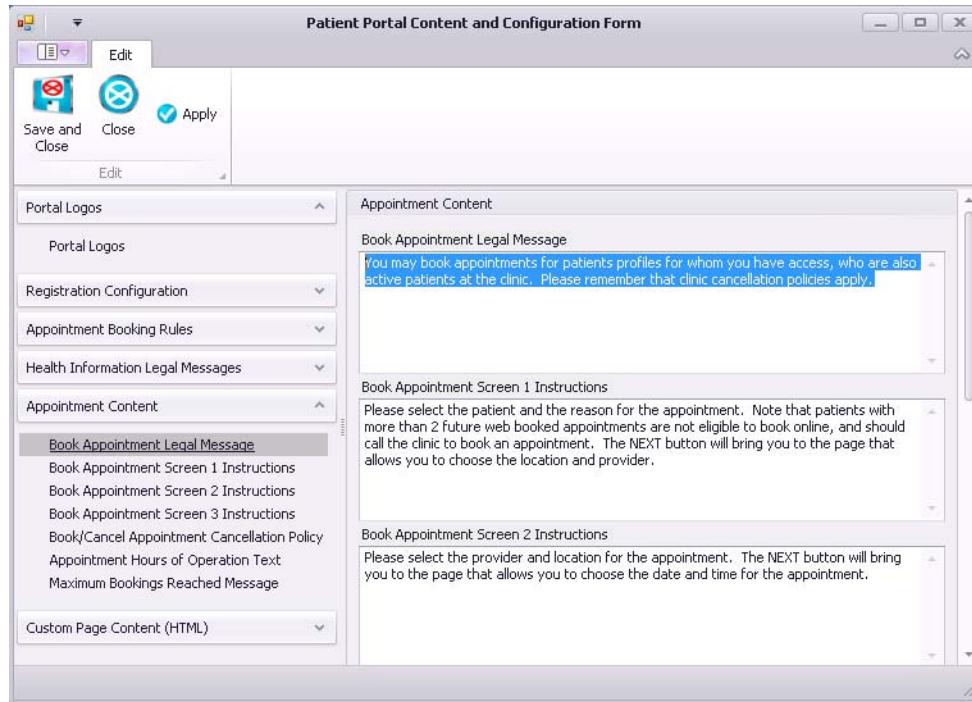 Patient Portal Content and Configuration Form
Edit
Save and
Close
Close
Apply
Edit
Portal Logos
Portal Logos
Registration Configuration
Appointment Booking Rules
Health Information Legal Messages
Appointment Content
Book Appointment Legal Message
Book Appointment Screen 1 Instructions
Book Appointment Screen 2 Instructions
Book Appointment Screen 3 Instructions
Book/Cancel Appointment Cancellation Policy
Appointment Hours of Operation Text
Maximum Bookings Reached Message
Custom Page Content (HTML)
Appointment Content
Book Appointment Legal Message
You may book appointments for patients profiles for whom you have access, who are also
active patients at the clinic.  Please remember that clinic cancellation policies apply.
Book Appointment Screen 1 Instructions
Please select the patient and the reason for the appointment.  Note that patients with
more than 2 future web booked appointments are not eligible to book online, and should
call the clinic to book an appointment.  The NEXT button will bring you to the page that
allows you to choose the location and provider.
Book Appointment Screen 2 Instructions
Please select the provider and location for the appointment.  The NEXT button will bring
you to the page that allows you to choose the date and time for the appointment.